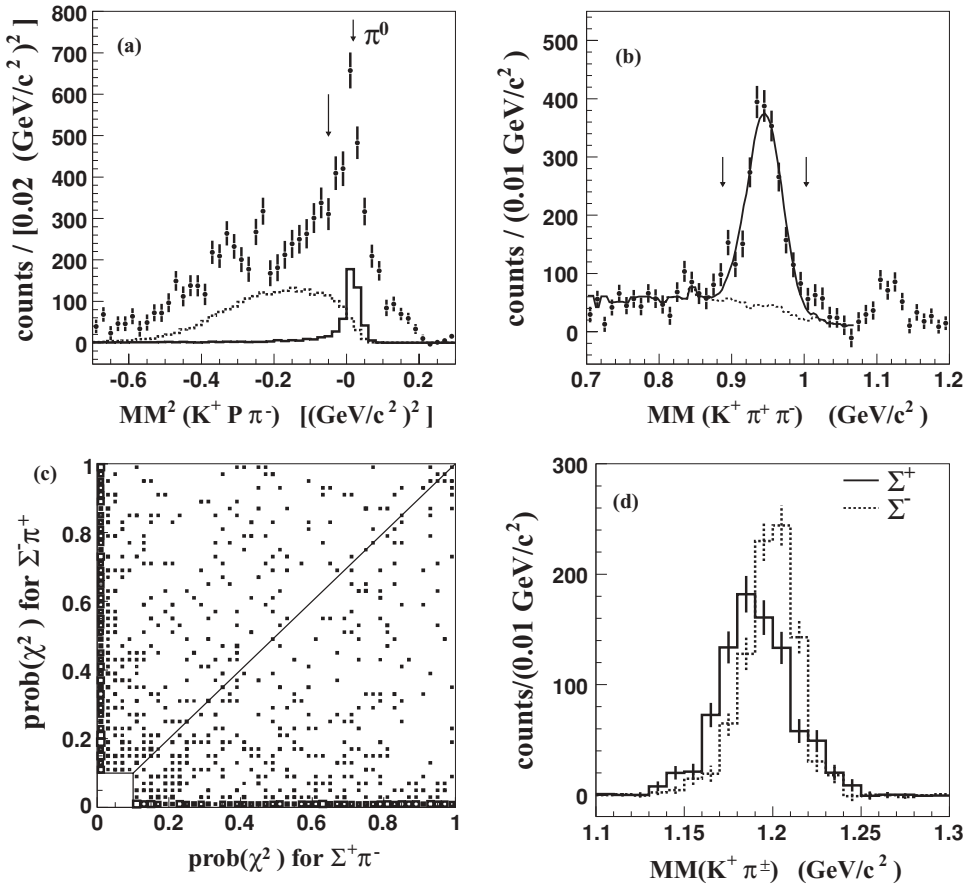 (a)
π⁰
counts / [0.02 (GeV/c²)²]
800
700
600
500
400
300
200
100
0
-0.6 -0.4 -0.2 -0 0.2
MM² (K⁺ P π⁻) [(GeV/c²)²]
(b)
counts / (0.01 GeV/c²)
500
400
300
200
100
0
0.7 0.8 0.9 1 1.1 1.2
MM (K⁺ π⁺ π⁻) (GeV/c²)
(c)
prob(χ²) for Σ⁻π⁺
1
0.8
0.6
0.4
0.2
0
0 0.2 0.4 0.6 0.8 1
prob(χ²) for Σ⁺π⁻
(d)
Σ⁺
Σ⁻
counts/(0.01 GeV/c²)
300
200
100
0
1.1 1.15 1.2 1.25 1.3
MM(K⁺ π±) (GeV/c²)